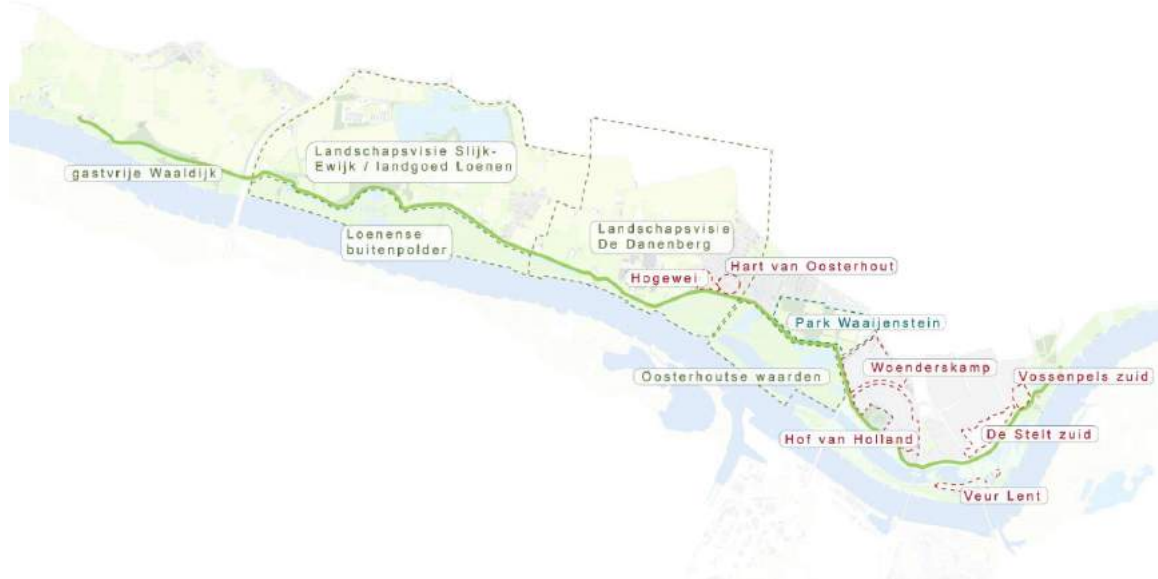 Landschapsvisie Slijk-
Ewijk / landgoed Loenen
gastvrije Waaldijk
Loenense
buitenpolder
Landschapsvisie
De Danenberg
Hart van Oosterhout
Hogewei
Park Waaijenstein
Oosterhoutse waarden
Woenderskamp
Vossenpels zuid
Hof van Holland
De Stelt zuid
Veur Lent